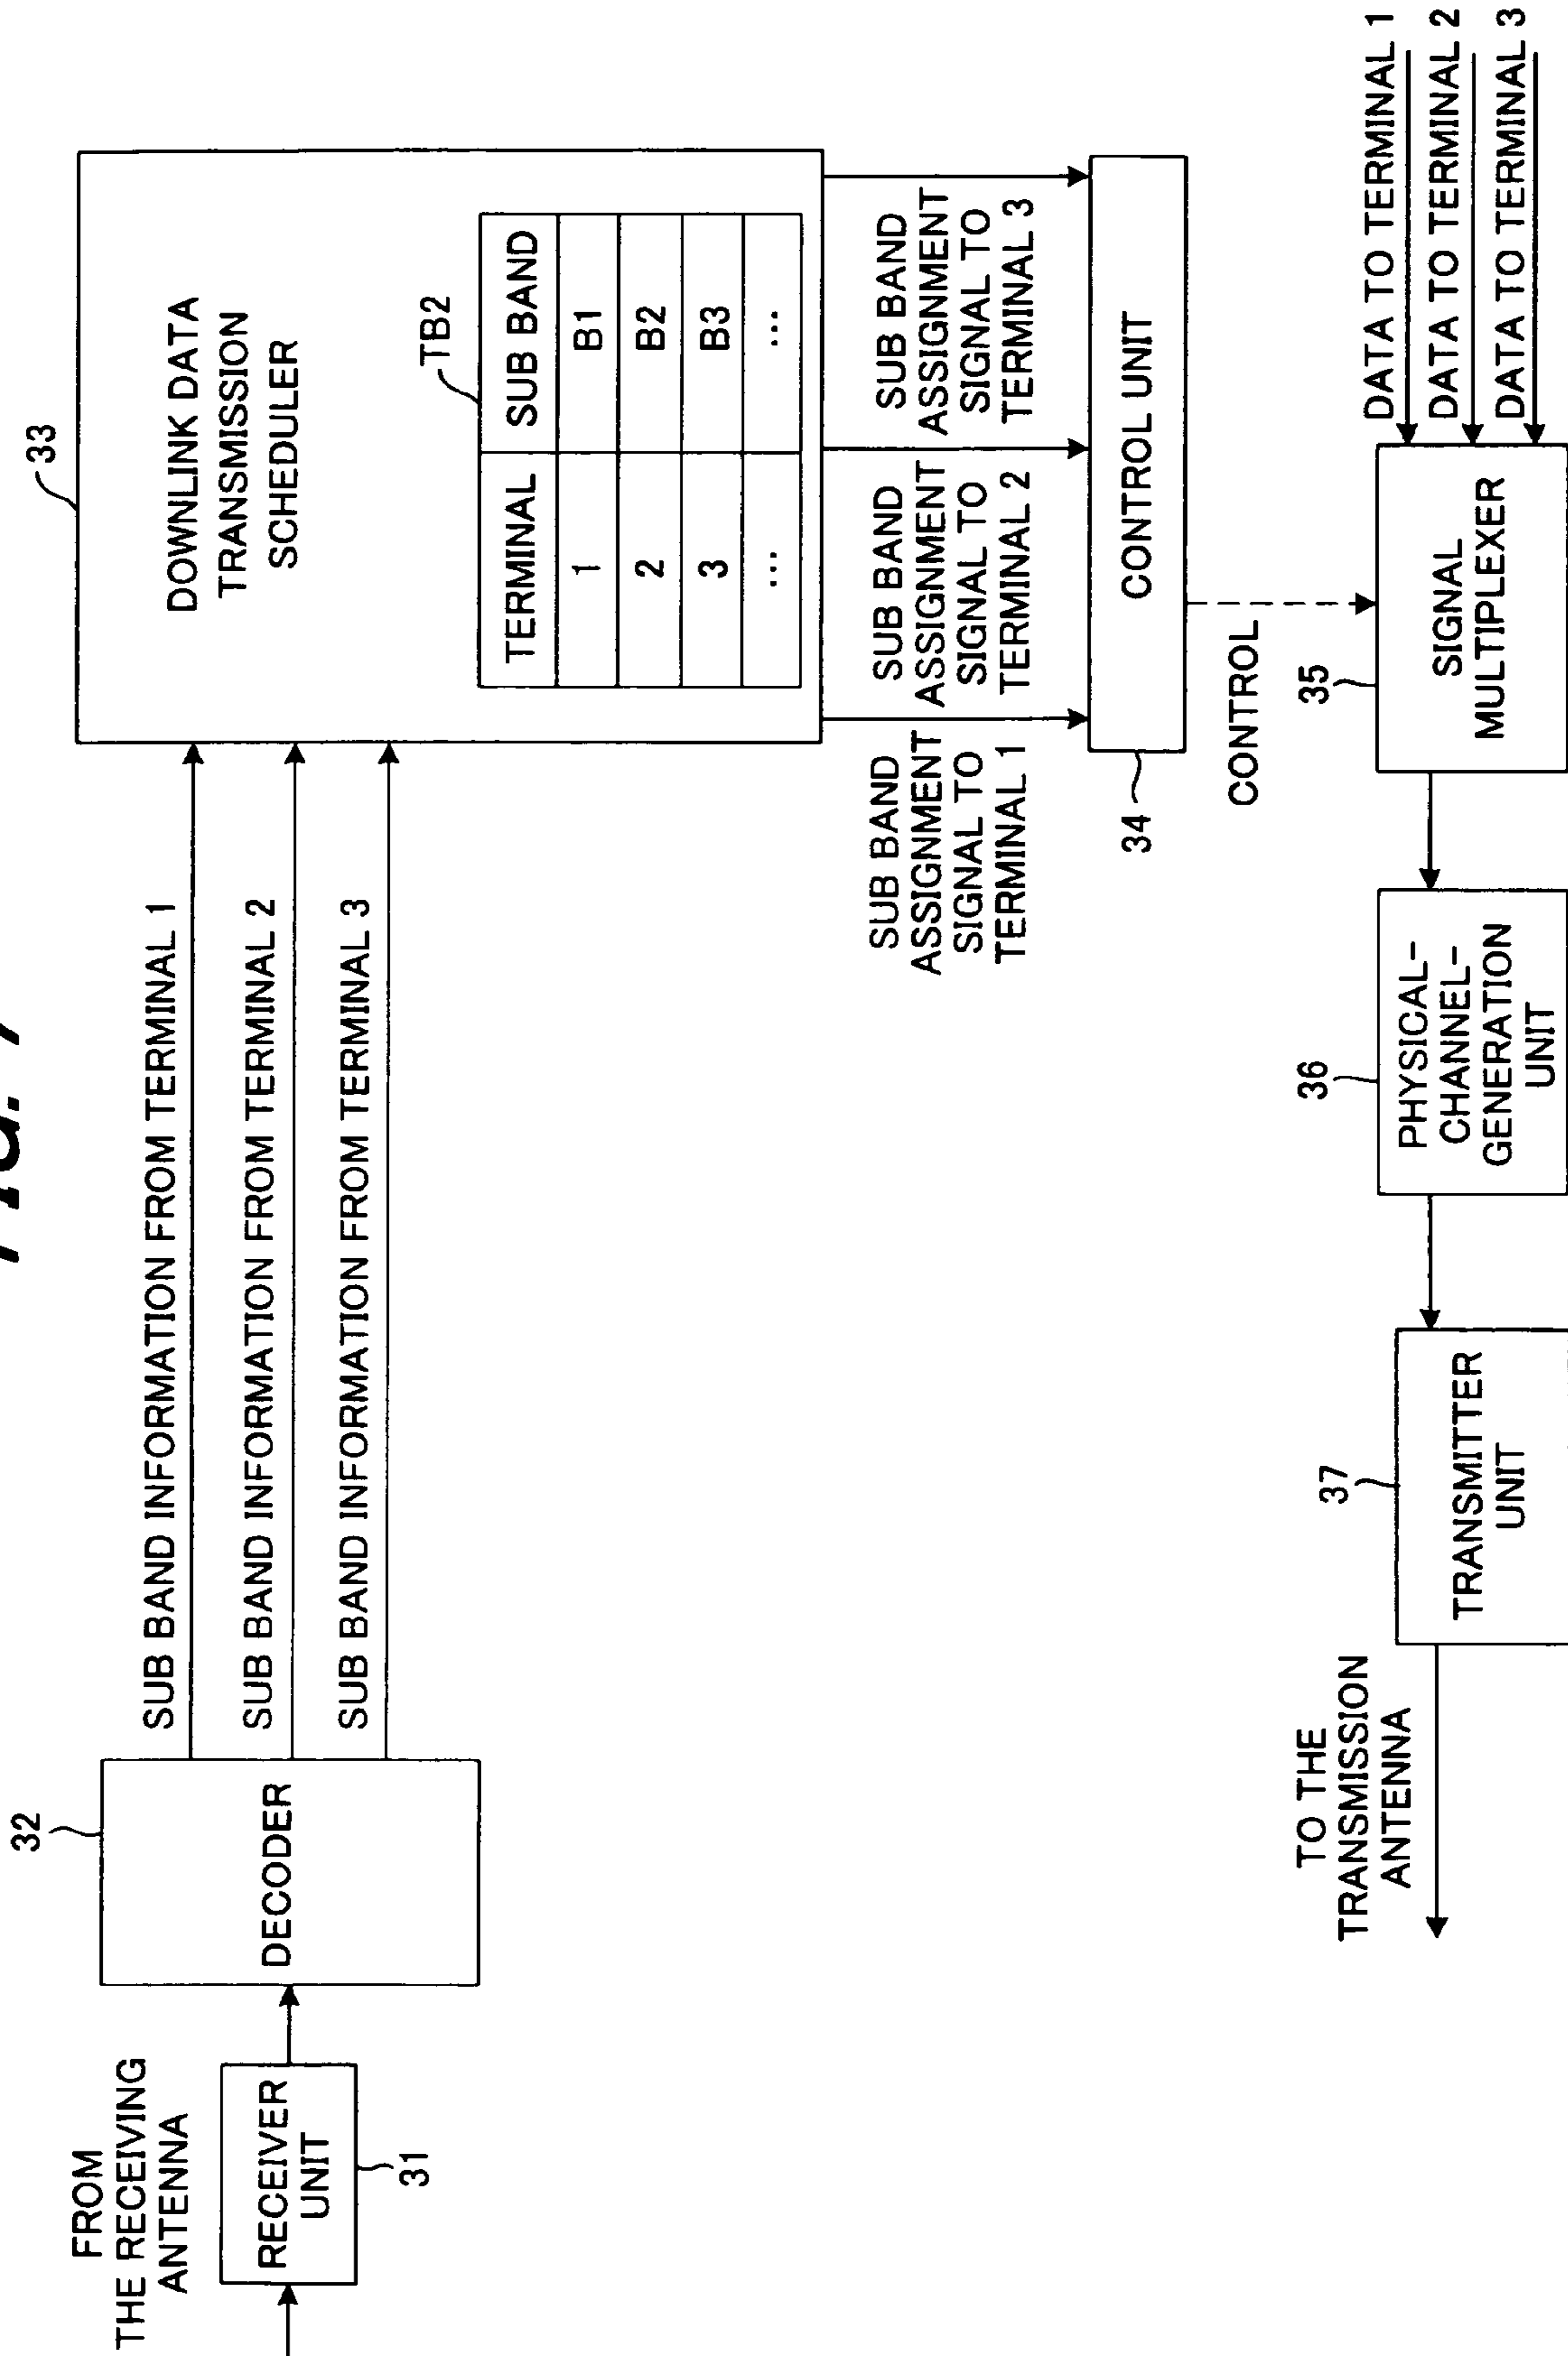 FIG. 7
FROM
THE RECEIVING
ANTENNA
RECEIVER
UNIT
31
32
DECODER
SUB BAND INFORMATION FROM TERMINAL 1
SUB BAND INFORMATION FROM TERMINAL 2
SUB BAND INFORMATION FROM TERMINAL 3
33
DOWNLINK DATA
TRANSMISSION
SCHEDULER
TB2
TERMINAL SUB BAND
1 B1
2 B2
3 B3
... ...
SUB BAND
ASSIGNMENT
SIGNAL TO
TERMINAL 1
SUB BAND
ASSIGNMENT
SIGNAL TO
TERMINAL 2
SUB BAND
ASSIGNMENT
SIGNAL TO
TERMINAL 3
34
CONTROL UNIT
CONTROL
TO THE
TRANSMISSION
ANTENNA
37
TRANSMITTER
UNIT
36
PHYSICAL-
CHANNEL-
GENERATION
UNIT
35
SIGNAL
MULTIPLEXER
DATA TO TERMINAL 1
DATA TO TERMINAL 2
DATA TO TERMINAL 3